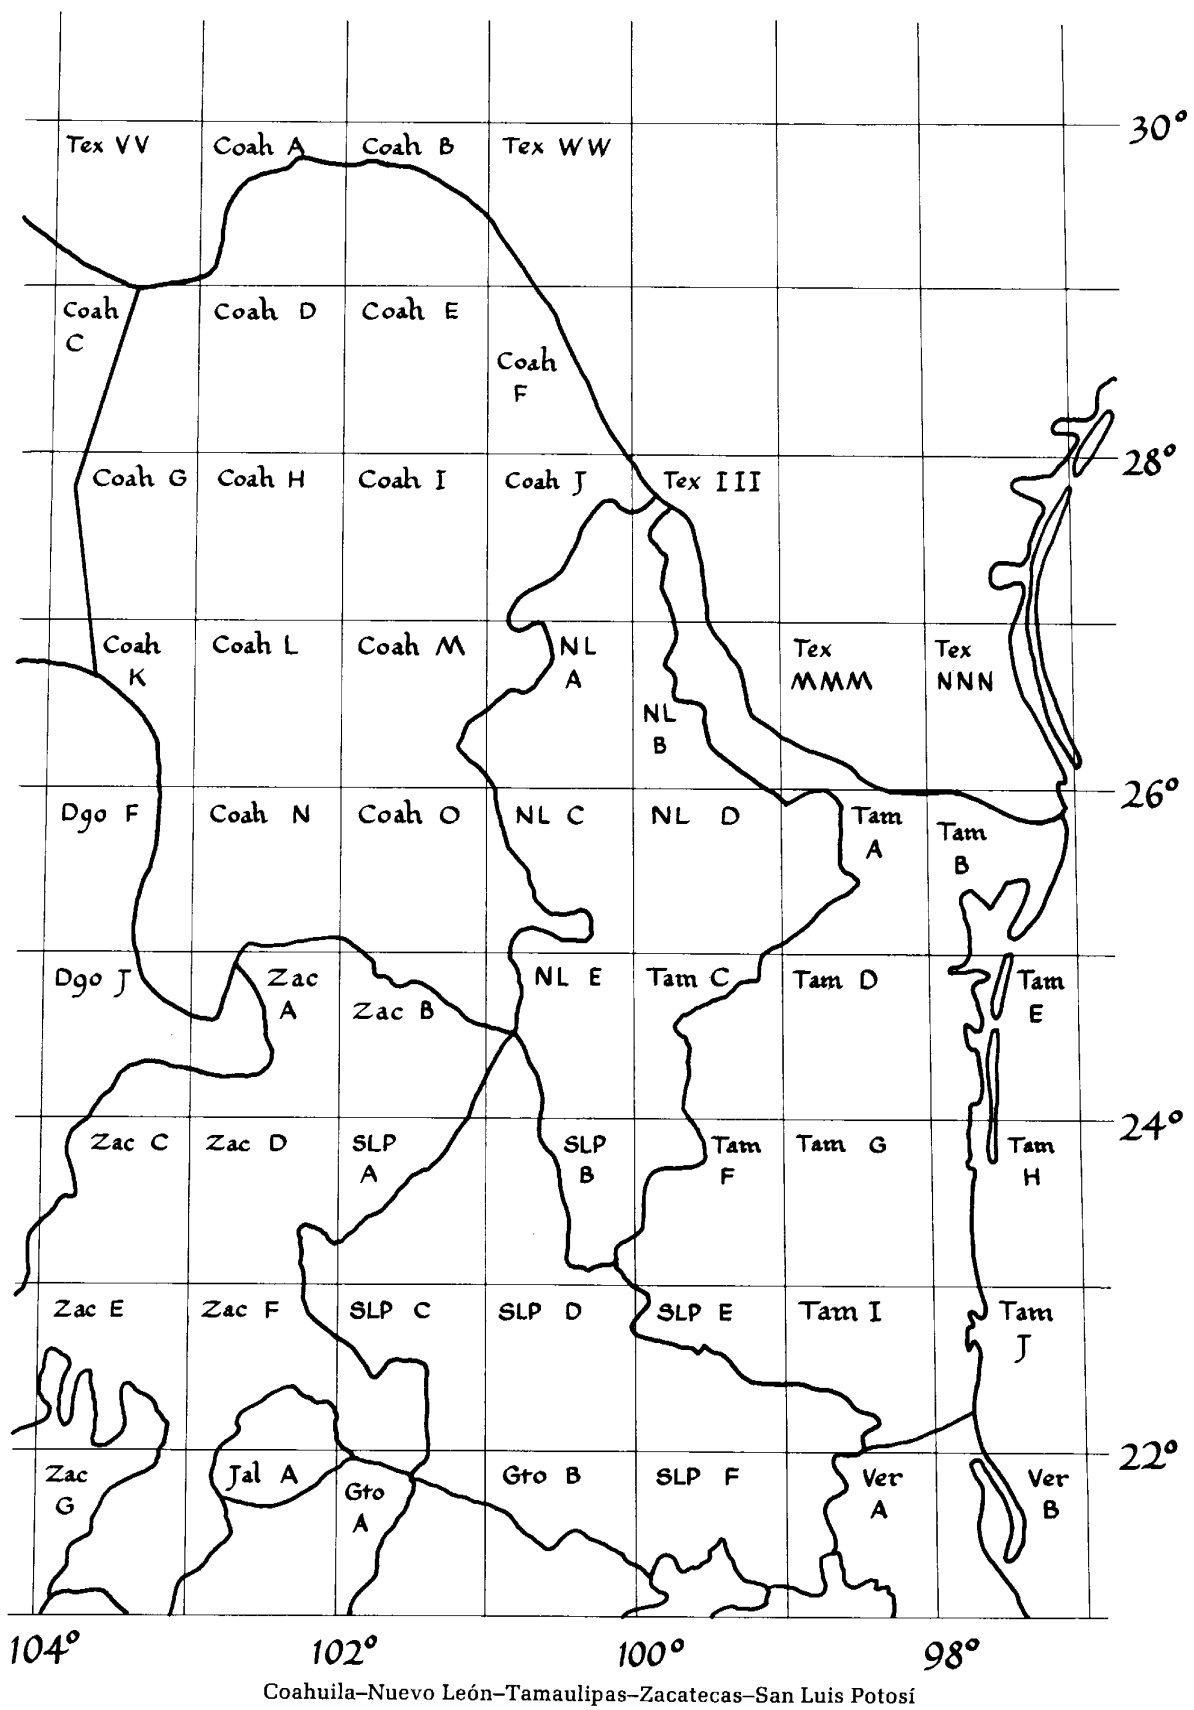 30°
Tex VV Coah A Coah B Tex WW
Coah C Coah D Coah E
Coah F
28°
Coah G Coah H Coah I Coah J Tex III
Coah K Coah L Coah M NL A Tex MMM Tex NNN
NL B
26°
Dgo F Coah N Coah O NL C NL D Tam A Tam B
Dgo J Zac A Zac B NL E Tam C Tam D Tam E
24°
Zac C Zac D SLP A SLP B Tam F Tam G Tam H
Zac E Zac F SLP C SLP D SLP E Tam I Tam J
22°
Zac G Jal A Gto A Gto B SLP F Ver A Ver B
104° 102° 100° 98°
Coahuila–Nuevo León–Tamaulipas–Zacatecas–San Luis Potosí